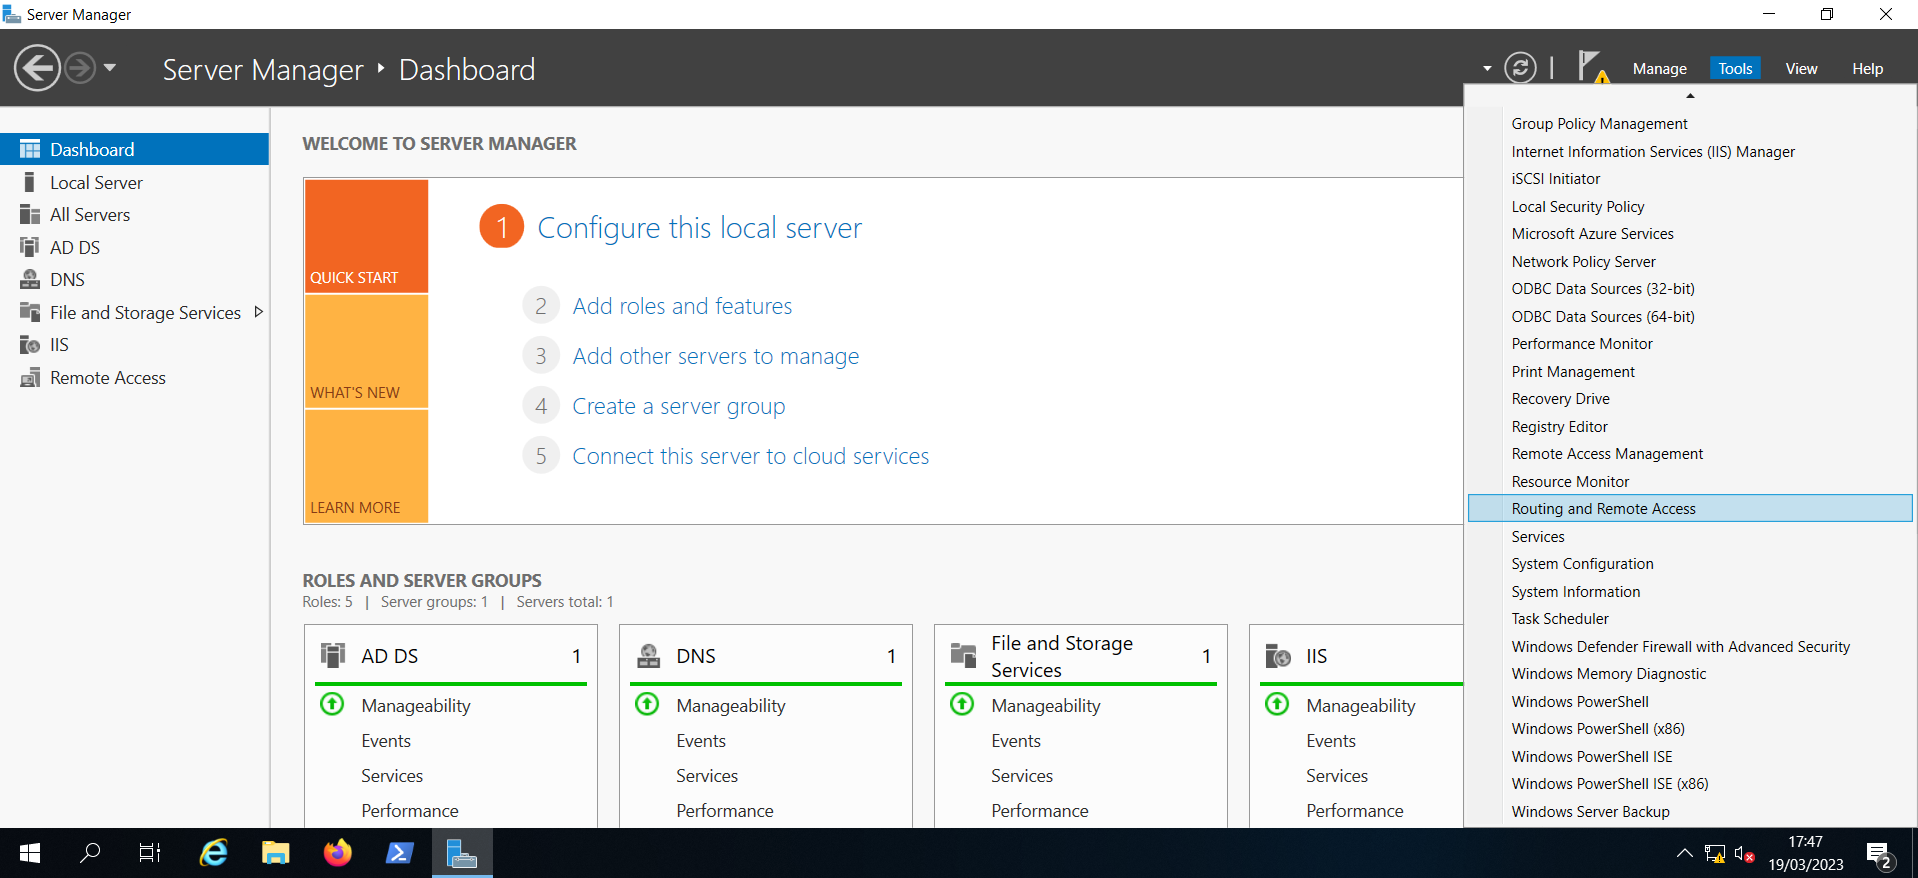 Server Manager
Server Manager ‣ Dashboard
Manage
Tools
View
Help
Dashboard
Local Server
All Servers
AD DS
DNS
File and Storage Services
IIS
Remote Access
WELCOME TO SERVER MANAGER
QUICK START
WHAT'S NEW
LEARN MORE
1 Configure this local server
2 Add roles and features
3 Add other servers to manage
4 Create a server group
5 Connect this server to cloud services
ROLES AND SERVER GROUPS
Roles: 5 | Server groups: 1 | Servers total: 1
AD DS 1
Manageability
Events
Services
Performance
DNS 1
Manageability
Events
Services
Performance
File and Storage
Services 1
Manageability
Events
Services
Performance
IIS
Manageability
Events
Services
Performance
Group Policy Management
Internet Information Services (IIS) Manager
iSCSI Initiator
Local Security Policy
Microsoft Azure Services
Network Policy Server
ODBC Data Sources (32-bit)
ODBC Data Sources (64-bit)
Performance Monitor
Print Management
Recovery Drive
Registry Editor
Remote Access Management
Resource Monitor
Routing and Remote Access
Services
System Configuration
System Information
Task Scheduler
Windows Defender Firewall with Advanced Security
Windows Memory Diagnostic
Windows PowerShell
Windows PowerShell (x86)
Windows PowerShell ISE
Windows PowerShell ISE (x86)
Windows Server Backup
17:47
19/03/2023
2